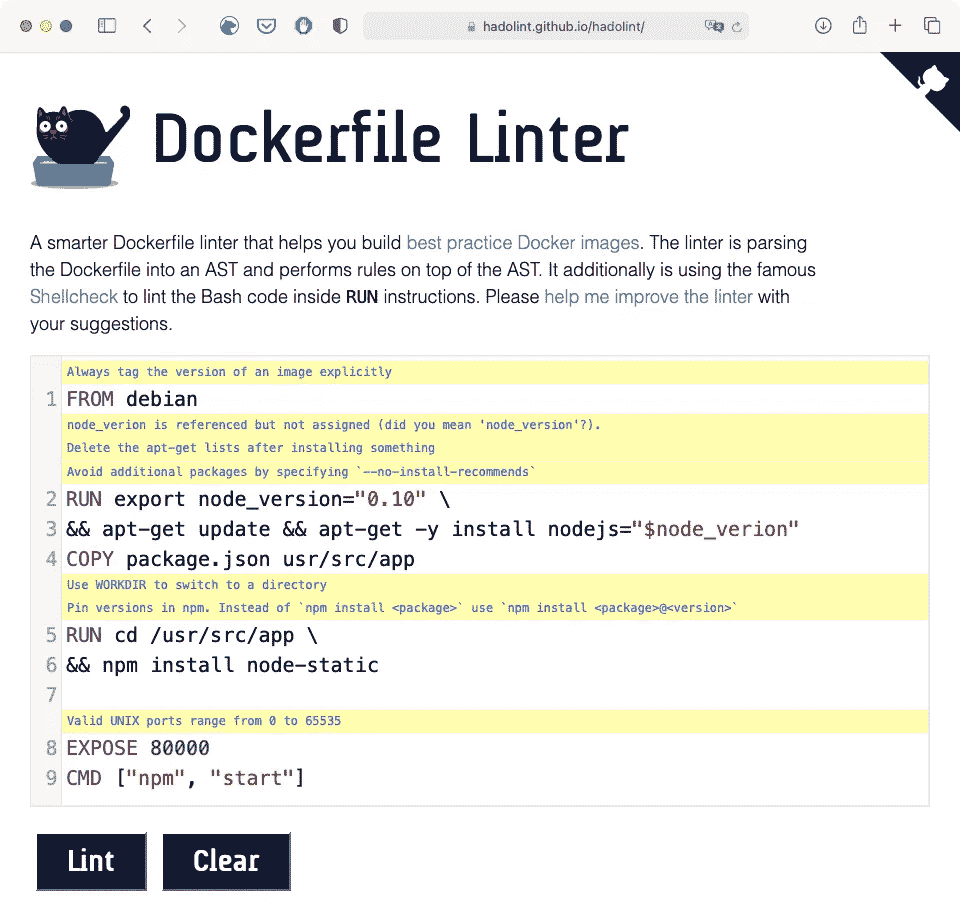 hadolint.github.io/hadolint/
Dockerfile Linter
A smarter Dockerfile linter that helps you build best practice Docker images. The linter is parsing
the Dockerfile into an AST and performs rules on top of the AST. It additionally is using the famous
Shellcheck to lint the Bash code inside RUN instructions. Please help me improve the linter with
your suggestions.
Always tag the version of an image explicitly
1 FROM debian
node_verion is referenced but not assigned (did you mean 'node_version'?).
Delete the apt-get lists after installing something
Avoid additional packages by specifying `--no-install-recommends`
2 RUN export node_version="0.10" \
3 && apt-get update && apt-get -y install nodejs="$node_verion"
4 COPY package.json usr/src/app
Use WORKDIR to switch to a directory
Pin versions in npm. Instead of `npm install <package>` use `npm install <package>@<version>`
5 RUN cd /usr/src/app \
6 && npm install node-static
7
Valid UNIX ports range from 0 to 65535
8 EXPOSE 80000
9 CMD ["npm", "start"]
Lint Clear